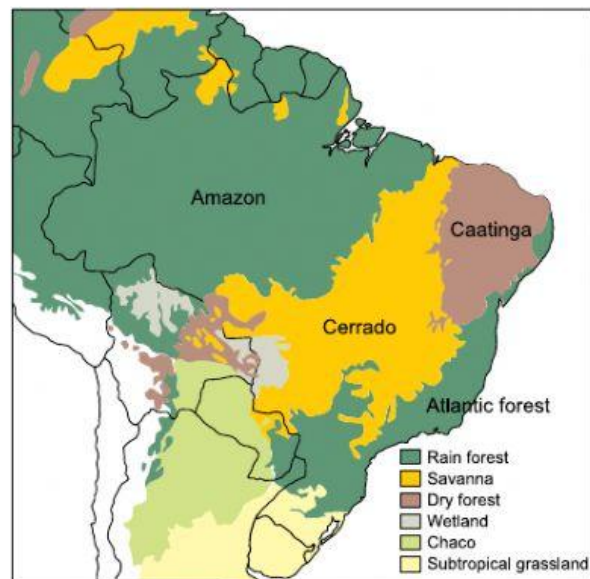 Amazon
Caatinga
Cerrado
Atlantic forest
Rain forest
Savanna
Dry forest
Wetland
Chaco
Subtropical grassland